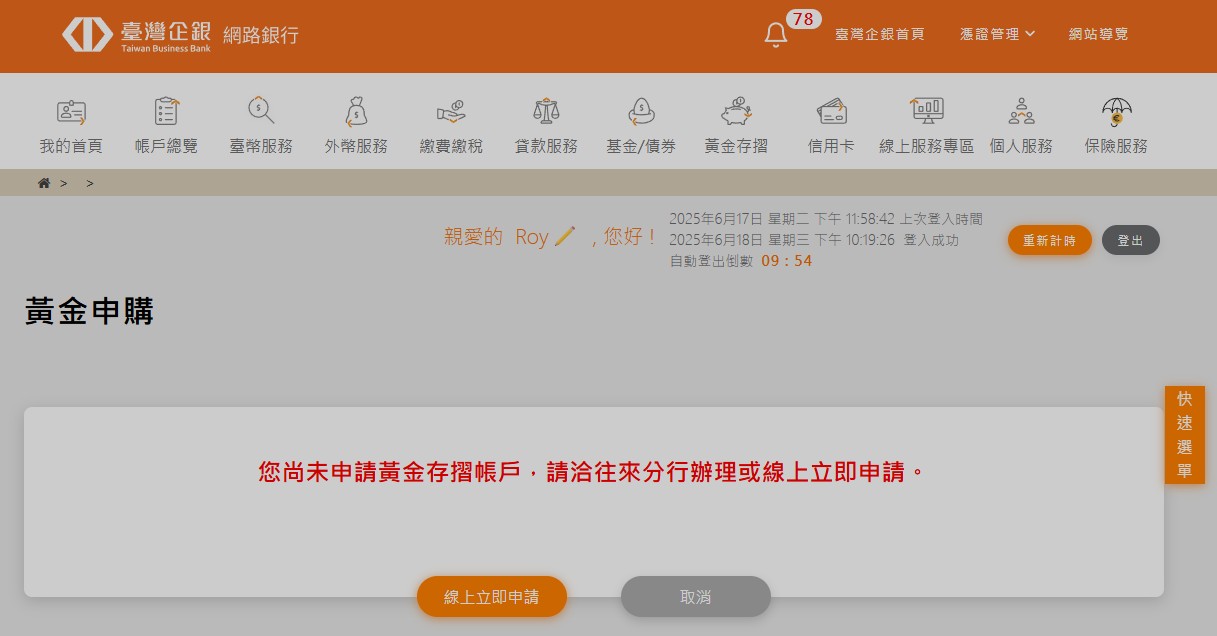 臺灣企銀
Taiwan Business Bank
網路銀行
78
臺灣企銀首頁 憑證管理 網站導覽
我的首頁 帳戶總覽 臺幣服務 外幣服務 繳費繳稅 貸款服務 基金/債券 黃金存摺 信用卡 線上服務專區 個人服務 保險服務
> >
親愛的 Roy ，您好！
2025年6月17日 星期二 下午 11:58:42 上次登入時間
2025年6月18日 星期三 下午 10:19:26 登入成功
自動登出倒數 09：54
重新計時 登出
黃金申購
快速選單
您尚未申請黃金存摺帳戶，請洽往來分行辦理或線上立即申請。
線上立即申請 取消